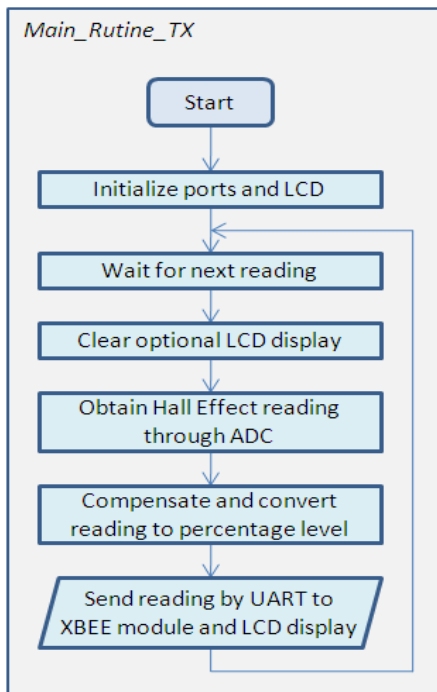 Main_Rutine_TX
Start
Initialize ports and LCD
Wait for next reading
Clear optional LCD display
Obtain Hall Effect reading
through ADC
Compensate and convert
reading to percentage level
Send reading by UART to
XBEE module and LCD display